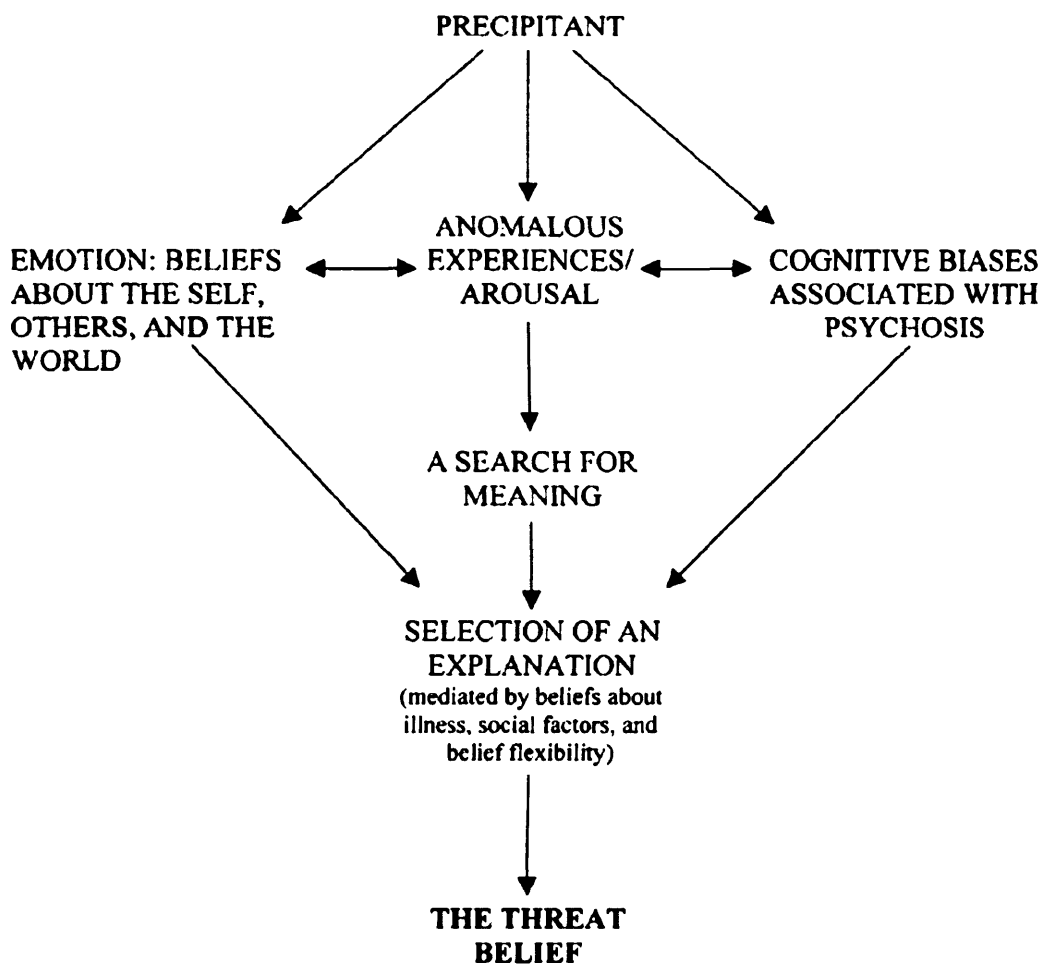 PRECIPITANT
EMOTION: BELIEFS
ABOUT THE SELF,
OTHERS, AND THE
WORLD
ANOMALOUS
EXPERIENCES/
AROUSAL
COGNITIVE BIASES
ASSOCIATED WITH
PSYCHOSIS
A SEARCH FOR
MEANING
SELECTION OF AN
EXPLANATION
(mediated by beliefs about
illness, social factors, and
belief flexibility)
THE THREAT
BELIEF